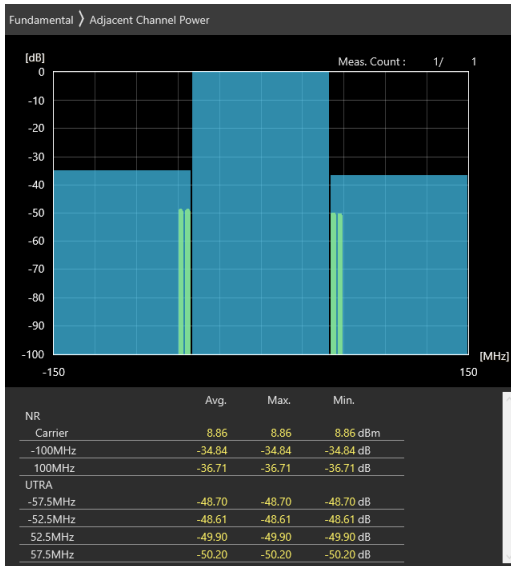 Fundamental 〉 Adjacent Channel Power
[dB]
Meas. Count : 1/ 1
0
-10
-20
-30
-40
-50
-60
-70
-80
-90
-100
[MHz]
-150 150
Avg. Max. Min.
NR
Carrier 8.86 8.86 8.86 dBm
-100MHz -34.84 -34.84 -34.84 dB
100MHz -36.71 -36.71 -36.71 dB
UTRA
-57.5MHz -48.70 -48.70 -48.70 dB
-52.5MHz -48.61 -48.61 -48.61 dB
52.5MHz -49.90 -49.90 -49.90 dB
57.5MHz -50.20 -50.20 -50.20 dB